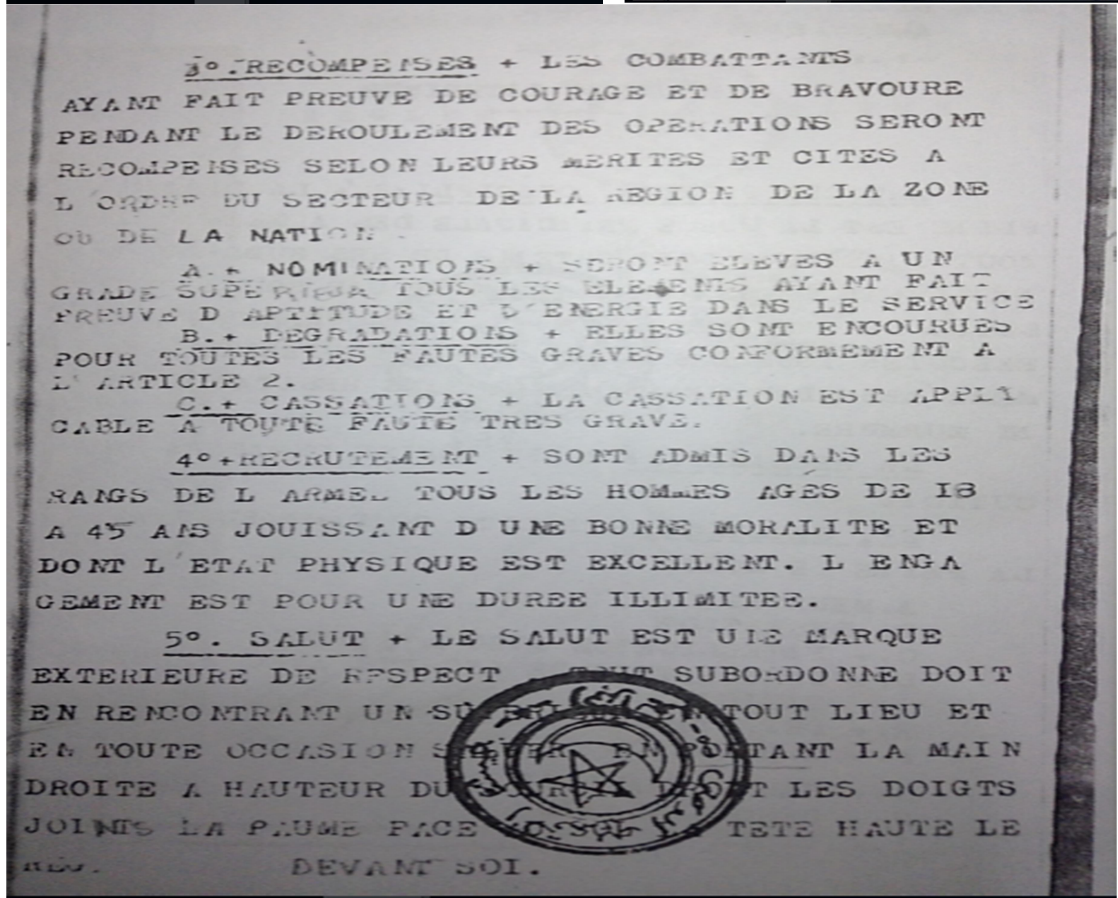 3°.RECOMPENSES + LES COMBATTANTS
AYANT FAIT PREUVE DE COURAGE ET DE BRAVOURE
PENDANT LE DEROULEMENT DES OPERATIONS SERONT
RECOMPENSES SELON LEURS MERITES ET CITES A
L'ORDRE DU SECTEUR DE LA REGION DE LA ZONE
OU DE LA NATION.
A.+ NOMINATIONS + SERONT ELEVES A UN
GRADE SUPERIEUR TOUS LES ELEMENTS AYANT FAIT
PREUVE D APTITUDE ET D'ENERGIE DANS LE SERVICE
B.+ DEGRADATIONS + ELLES SONT ENCOURUES
POUR TOUTES LES FAUTES GRAVES CONFORMEMENT A
L'ARTICLE 2.
C.+ CASSATIONS + LA CASSATION EST APPLI
CABLE A TOUTE FAUTE TRES GRAVE.
4°+RECRUTEMENT + SONT ADMIS DANS LES
RANGS DE L ARMEE TOUS LES HOMMES AGES DE I8
A 45 ANS JOUISSANT D UNE BONNE MORALITE ET
DONT L'ETAT PHYSIQUE EST EXCELLENT. L ENGA
GEMENT EST POUR UNE DUREE ILLIMITEE.
5°. SALUT + LE SALUT EST UNE MARQUE
EXTERIEURE DE RESPECT TOUT SUBORDONNE DOIT
EN RENCONTRANT UN EN TOUT LIEU ET
EN TOUTE OCCASION EN PORTANT LA MAIN
DROITE A HAUTEUR DU LES DOIGTS
JOINTS LA PAUME FACE TETE HAUTE LE
DEVANT SOI.